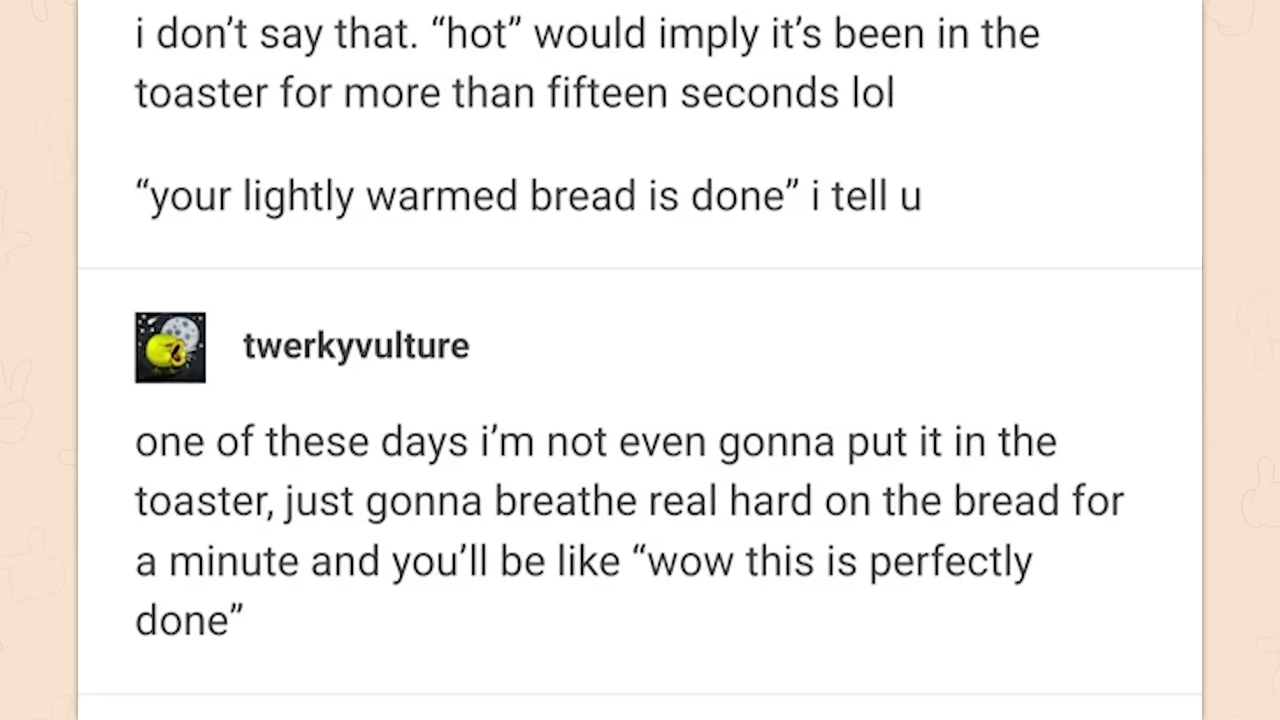 i don’t say that. “hot” would imply it’s been in the
toaster for more than fifteen seconds lol
“your lightly warmed bread is done” i tell u
twerkyvulture
one of these days i’m not even gonna put it in the
toaster, just gonna breathe real hard on the bread for
a minute and you’ll be like “wow this is perfectly
done”